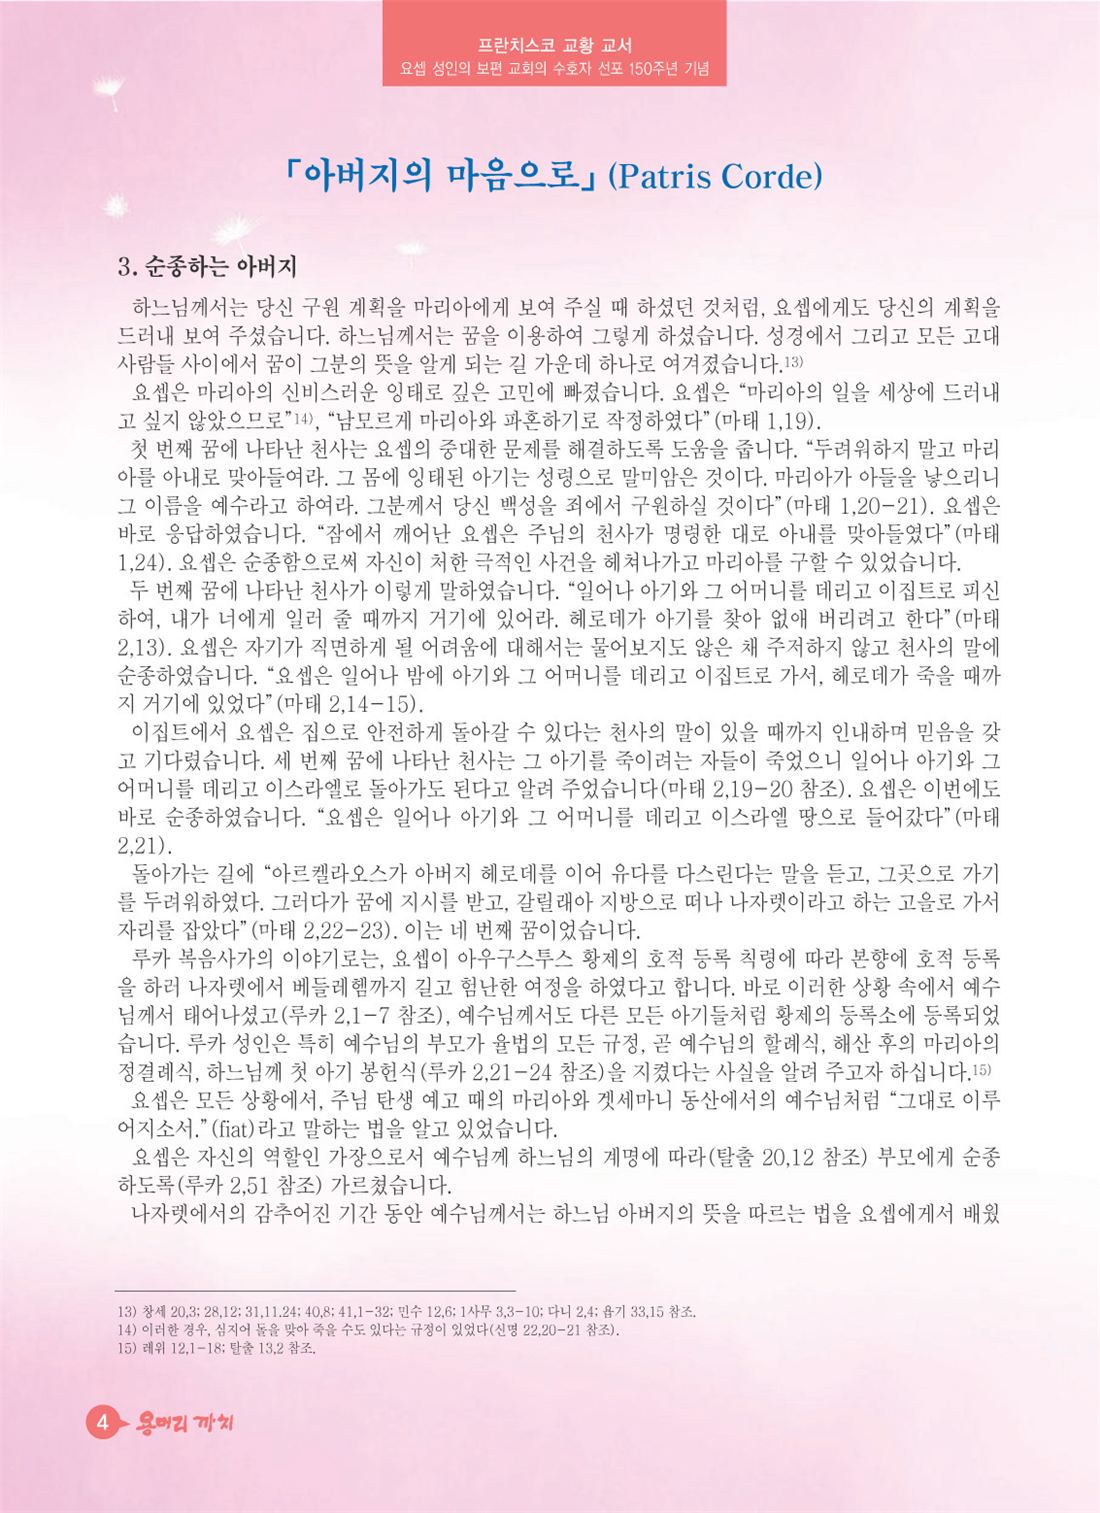 프란치스코 교황 교서
요셉 성인의 보편 교회의 수호자 선포 150주년 기념
「아버지의 마음으로」 (Patris Corde)
3. 순종하는 아버지
하느님께서는 당신 구원 계획을 마리아에게 보여 주실 때 하셨던 것처럼, 요셉에게도 당신의 계획을
드러내 보여 주셨습니다. 하느님께서는 꿈을 이용하여 그렇게 하셨습니다. 성경에서 그리고 모든 고대
사람들 사이에서 꿈이 그분의 뜻을 알게 되는 길 가운데 하나로 여겨졌습니다.13)
요셉은 마리아의 신비스러운 잉태로 깊은 고민에 빠졌습니다. 요셉은 “마리아의 일을 세상에 드러내
고 싶지 않았으므로”14), “남모르게 마리아와 파혼하기로 작정하였다”(마태 1,19).
첫 번째 꿈에 나타난 천사는 요셉의 중대한 문제를 해결하도록 도움을 줍니다. “두려워하지 말고 마리
아를 아내로 맞아들여라. 그 몸에 잉태된 아기는 성령으로 말미암은 것이다. 마리아가 아들을 낳으리니
그 이름을 예수라고 하여라. 그분께서 당신 백성을 죄에서 구원하실 것이다”(마태 1,20-21). 요셉은
바로 응답하였습니다. “잠에서 깨어난 요셉은 주님의 천사가 명령한 대로 아내를 맞아들였다”(마태
1,24). 요셉은 순종함으로써 자신이 처한 극적인 사건을 헤쳐나가고 마리아를 구할 수 있었습니다.
두 번째 꿈에 나타난 천사가 이렇게 말하였습니다. “일어나 아기와 그 어머니를 데리고 이집트로 피신
하여, 내가 너에게 일러 줄 때까지 거기에 있어라. 헤로데가 아기를 찾아 없애 버리려고 한다”(마태
2,13). 요셉은 자기가 직면하게 될 어려움에 대해서는 물어보지도 않은 채 주저하지 않고 천사의 말에
순종하였습니다. “요셉은 일어나 밤에 아기와 그 어머니를 데리고 이집트로 가서, 헤로데가 죽을 때까
지 거기에 있었다”(마태 2,14-15).
이집트에서 요셉은 집으로 안전하게 돌아갈 수 있다는 천사의 말이 있을 때까지 인내하며 믿음을 갖
고 기다렸습니다. 세 번째 꿈에 나타난 천사는 그 아기를 죽이려는 자들이 죽었으니 일어나 아기와 그
어머니를 데리고 이스라엘로 돌아가도 된다고 알려 주었습니다(마태 2,19-20 참조). 요셉은 이번에도
바로 순종하였습니다. “요셉은 일어나 아기와 그 어머니를 데리고 이스라엘 땅으로 들어갔다”(마태
2,21).
돌아가는 길에 “아르켈라오스가 아버지 헤로데를 이어 유다를 다스린다는 말을 듣고, 그곳으로 가기
를 두려워하였다. 그러다가 꿈에 지시를 받고, 갈릴래아 지방으로 떠나 나자렛이라고 하는 고을로 가서
자리를 잡았다”(마태 2,22-23). 이는 네 번째 꿈이었습니다.
루카 복음사가의 이야기로는, 요셉이 아우구스투스 황제의 호적 등록 칙령에 따라 본향에 호적 등록
을 하러 나자렛에서 베들레헴까지 길고 험난한 여정을 하였다고 합니다. 바로 이러한 상황 속에서 예수
님께서 태어나셨고(루카 2,1-7 참조), 예수님께서도 다른 모든 아기들처럼 황제의 등록소에 등록되었
습니다. 루카 성인은 특히 예수님의 부모가 율법의 모든 규정, 곧 예수님의 할례식, 해산 후의 마리아의
정결례식, 하느님께 첫 아기 봉헌식(루카 2,21-24 참조)을 지켰다는 사실을 알려 주고자 하십니다.15)
요셉은 모든 상황에서, 주님 탄생 예고 때의 마리아와 겟세마니 동산에서의 예수님처럼 “그대로 이루
어지소서.”(fiat)라고 말하는 법을 알고 있었습니다.
요셉은 자신의 역할인 가장으로서 예수님께 하느님의 계명에 따라(탈출 20,12 참조) 부모에게 순종
하도록(루카 2,51 참조) 가르쳤습니다.
나자렛에서의 감추어진 기간 동안 예수님께서는 하느님 아버지의 뜻을 따르는 법을 요셉에게서 배웠
13) 창세 20,3; 28,12; 31,11.24; 40,8; 41,1-32; 민수 12,6; 1사무 3,3-10; 다니 2,4; 욥기 33,15 참조.
14) 이러한 경우, 심지어 돌을 맞아 죽을 수도 있다는 규정이 있었다(신명 22,20-21 참조).
15) 레위 12,1-18; 탈출 13,2 참조.
4 용머리 까치